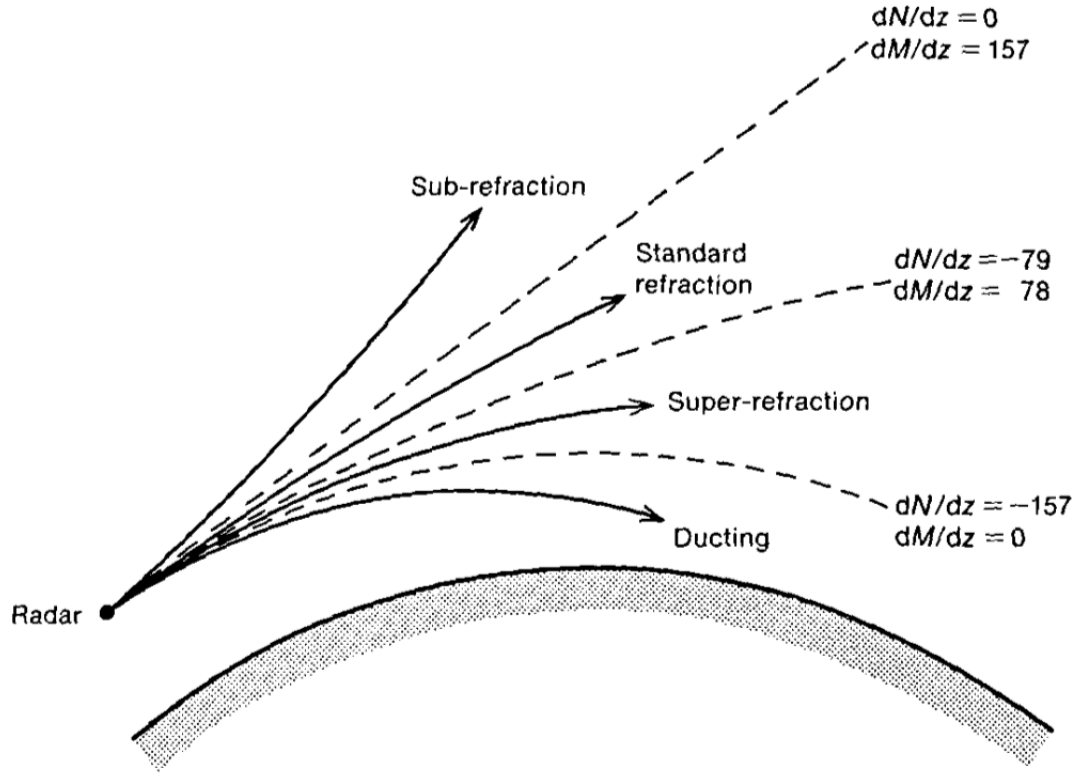 dN/dz = 0
dM/dz = 157
Sub-refraction
Standard
refraction
dN/dz = -79
dM/dz = 78
Super-refraction
dN/dz = -157
dM/dz = 0
Ducting
Radar